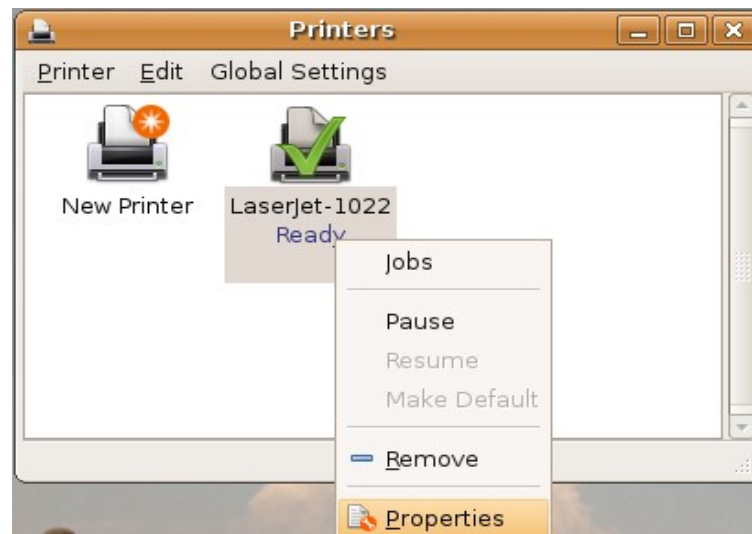 Printers
Printer Edit Global Settings
New Printer
LaserJet-1022
Ready
Jobs
Pause
Resume
Make Default
Remove
Properties